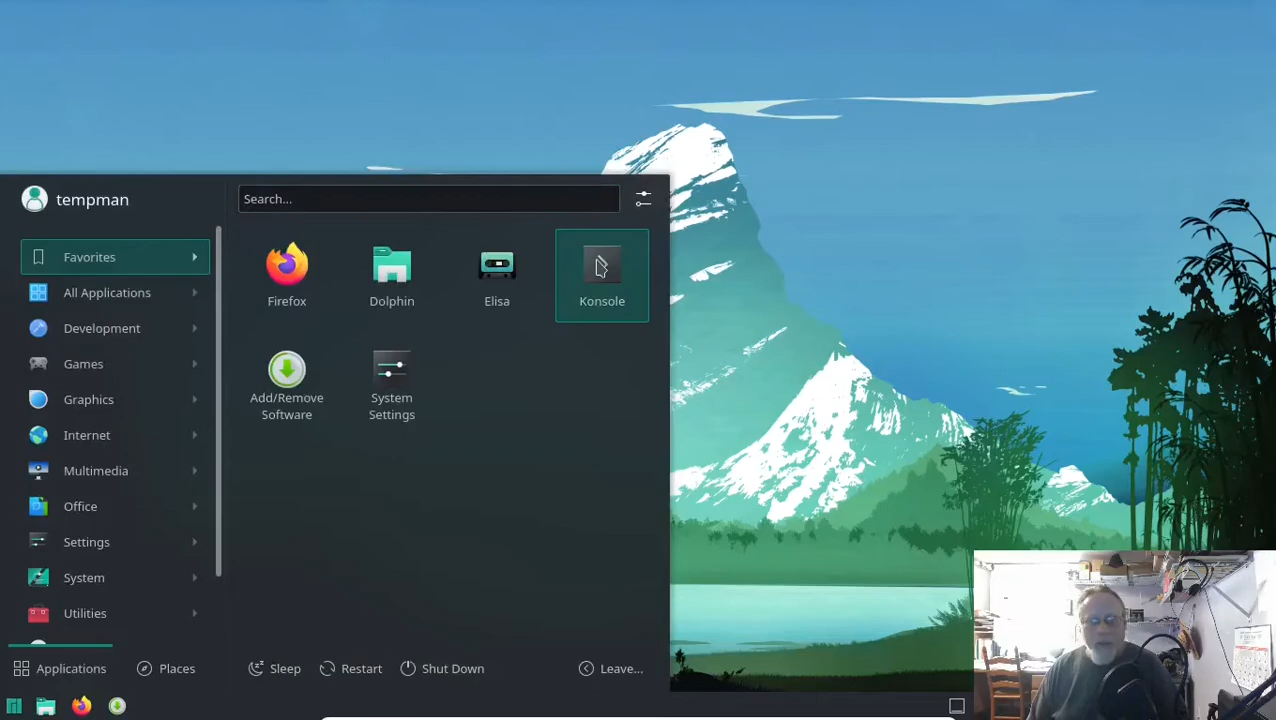 tempman
Search...
Favorites
All Applications
Development
Games
Graphics
Internet
Multimedia
Office
Settings
System
Utilities
Firefox
Dolphin
Elisa
Konsole
Add/Remove
Software
System
Settings
Applications
Places
Sleep
Restart
Shut Down
Leave...